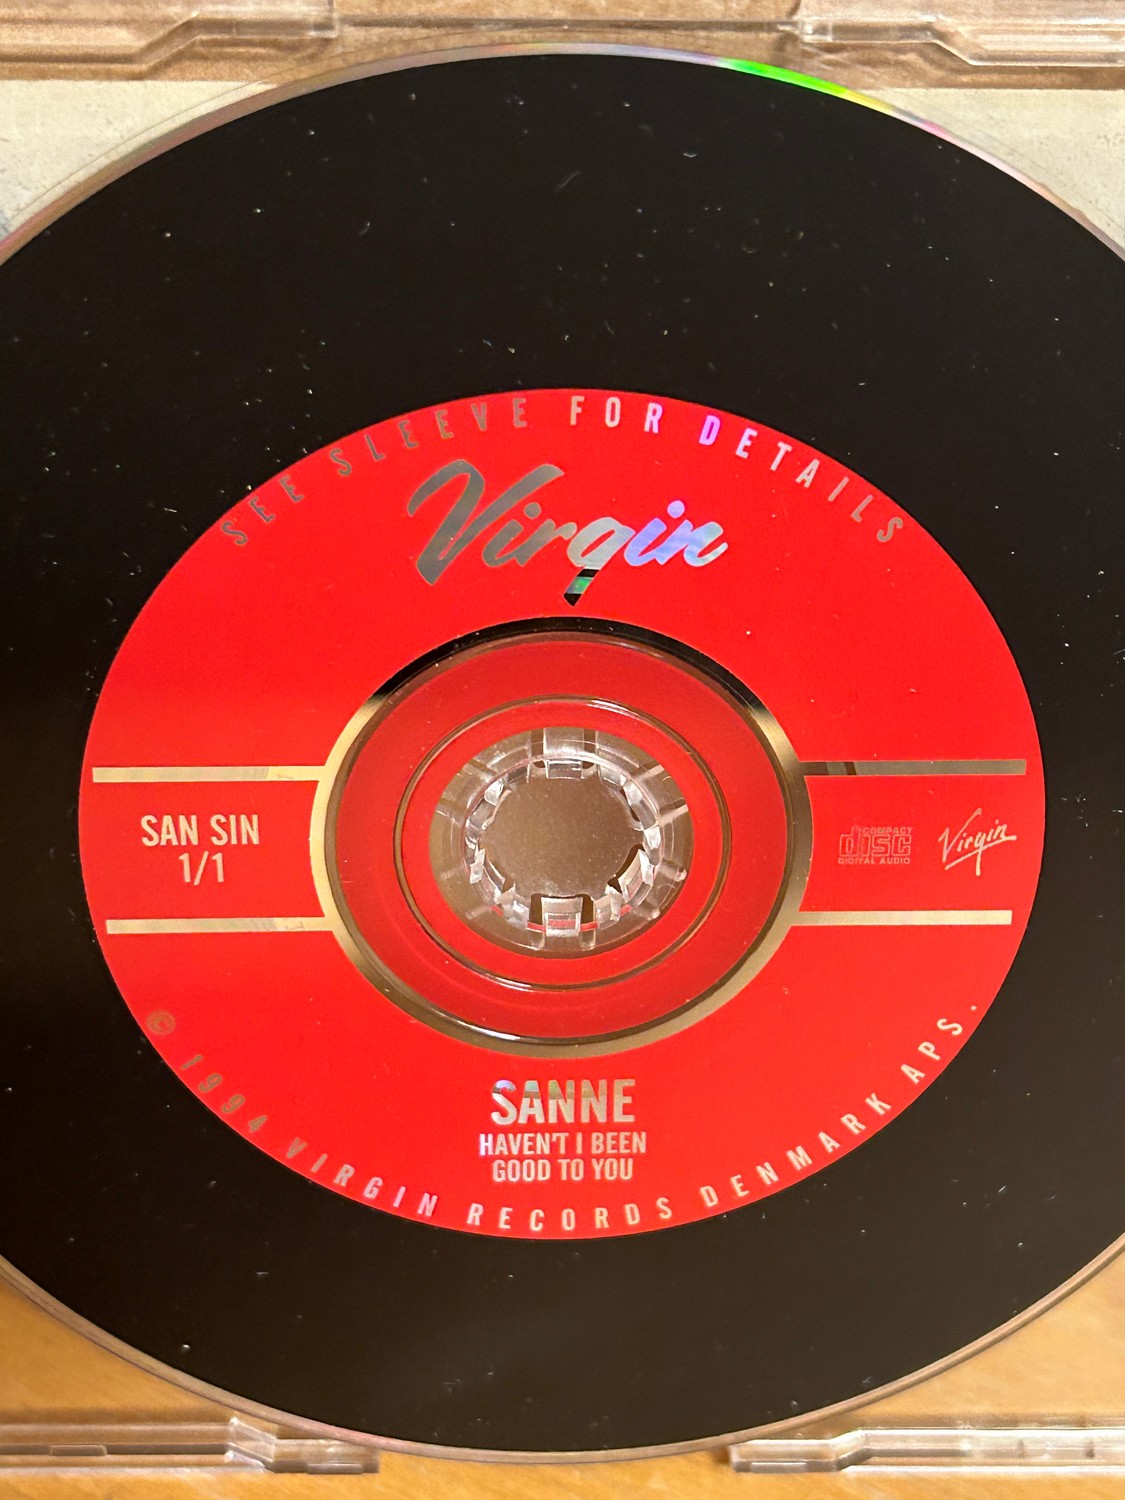 SEE SLEEVE FOR DETAILS
Virgin
SAN SIN
1/1
COMPACT
disc
DIGITAL AUDIO
Virgin
SANNE
HAVEN'T I BEEN
GOOD TO YOU
© 1994 VIRGIN RECORDS DENMARK APS.